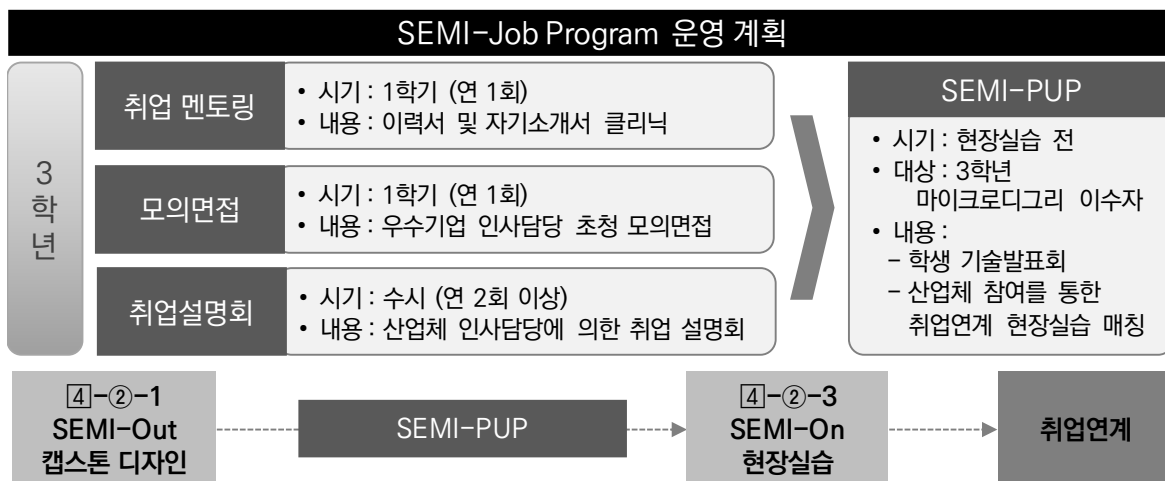 SEMI-Job Program 운영 계획
3
학
년
취업 멘토링
• 시기 : 1학기 (연 1회)
• 내용 : 이력서 및 자기소개서 클리닉
모의면접
• 시기 : 1학기 (연 1회)
• 내용 : 우수기업 인사담당 초청 모의면접
취업설명회
• 시기 : 수시 (연 2회 이상)
• 내용 : 산업체 인사담당에 의한 취업 설명회
SEMI-PUP
• 시기 : 현장실습 전
• 대상 : 3학년
마이크로디그리 이수자
• 내용 :
- 학생 기술발표회
- 산업체 참여를 통한
취업연계 현장실습 매칭
4-②-1
SEMI-Out
캡스톤 디자인
SEMI-PUP
4-②-3
SEMI-On
현장실습
취업연계